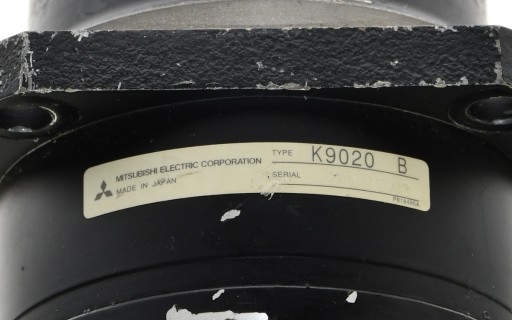 MITSUBISHI ELECTRIC CORPORATION
MADE IN JAPAN
TYPE K9020 B
SERIAL